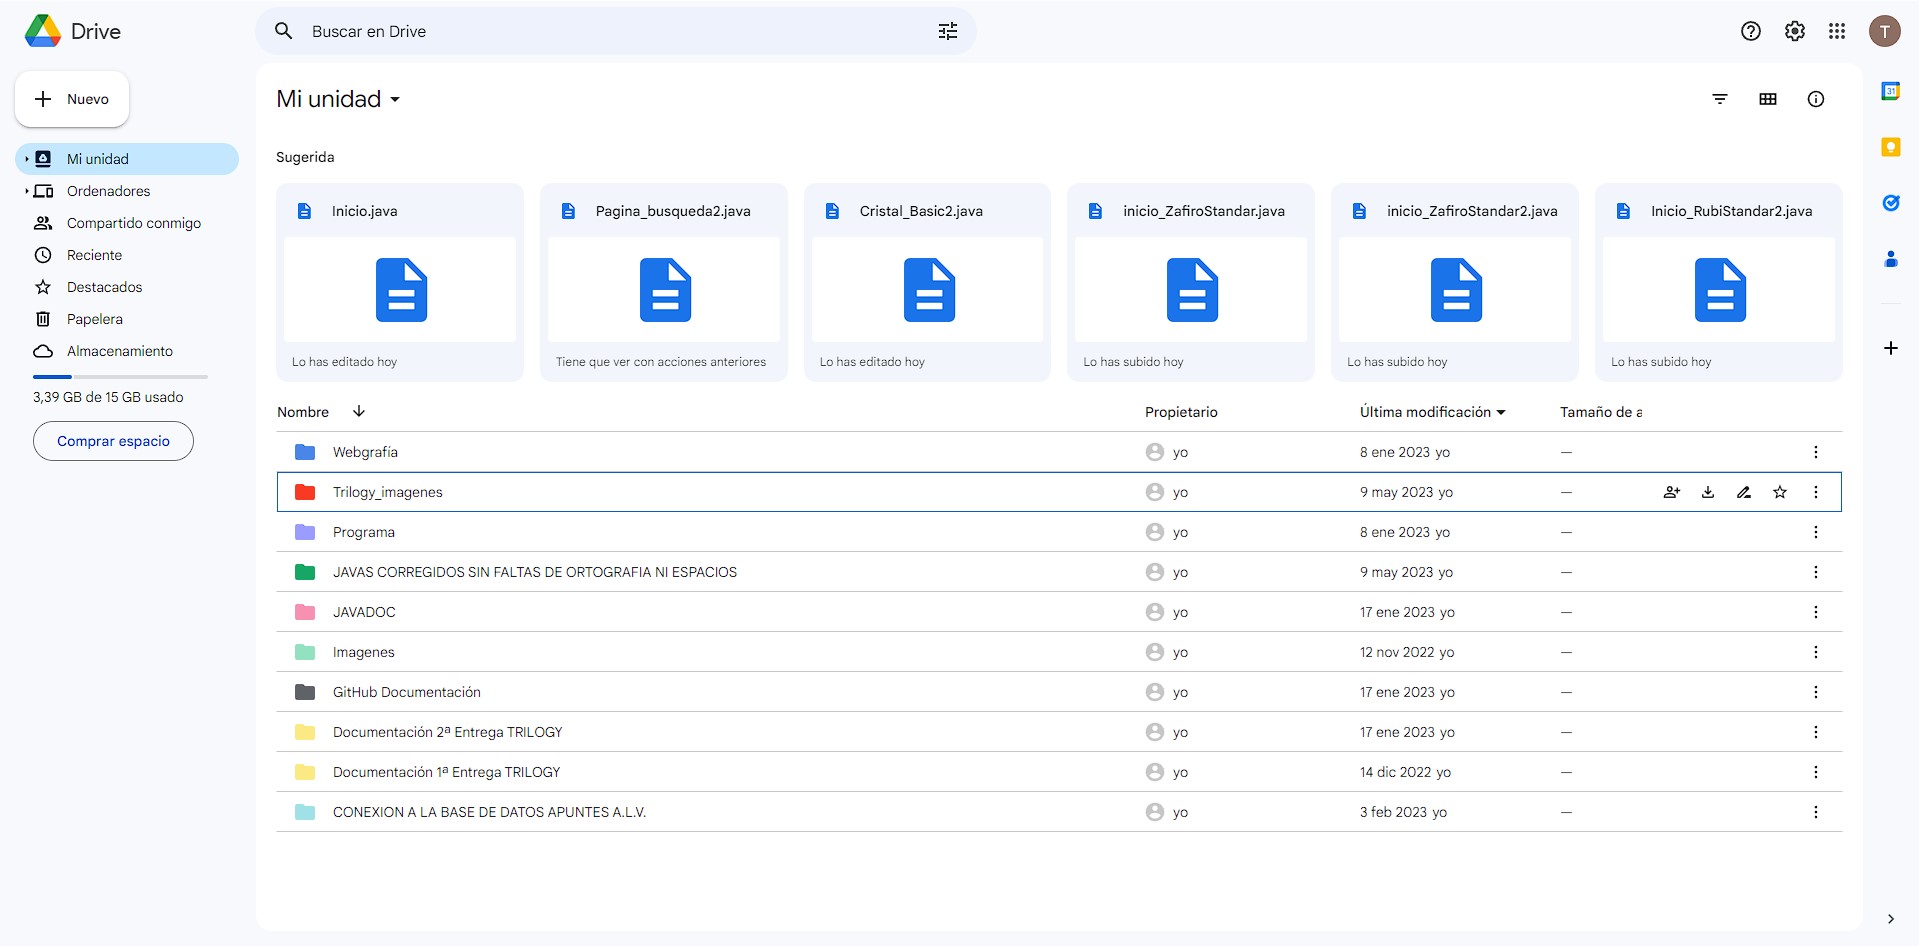 Drive
Buscar en Drive
T
Nuevo
Mi unidad
Ordenadores
Compartido conmigo
Reciente
Destacados
Papelera
Almacenamiento
3,39 GB de 15 GB usado
Comprar espacio
Mi unidad
31
Sugerida
Inicio.java
Pagina_busqueda2.java
Cristal_Basic2.java
inicio_ZafiroStandar.java
inicio_ZafiroStandar2.java
Inicio_RubiStandar2.java
Lo has editado hoy
Tiene que ver con acciones anteriores
Lo has editado hoy
Lo has subido hoy
Lo has subido hoy
Lo has subido hoy
Nombre Propietario Última modificación Tamaño de a
Webgrafía yo 8 ene 2023 yo —
Trilogy_imagenes yo 9 may 2023 yo —
Programa yo 8 ene 2023 yo —
JAVAS CORREGIDOS SIN FALTAS DE ORTOGRAFIA NI ESPACIOS yo 9 may 2023 yo —
JAVADOC yo 17 ene 2023 yo —
Imagenes yo 12 nov 2022 yo —
GitHub Documentación yo 17 ene 2023 yo —
Documentación 2ª Entrega TRILOGY yo 17 ene 2023 yo —
Documentación 1ª Entrega TRILOGY yo 14 dic 2022 yo —
CONEXION A LA BASE DE DATOS APUNTES A.L.V. yo 3 feb 2023 yo —